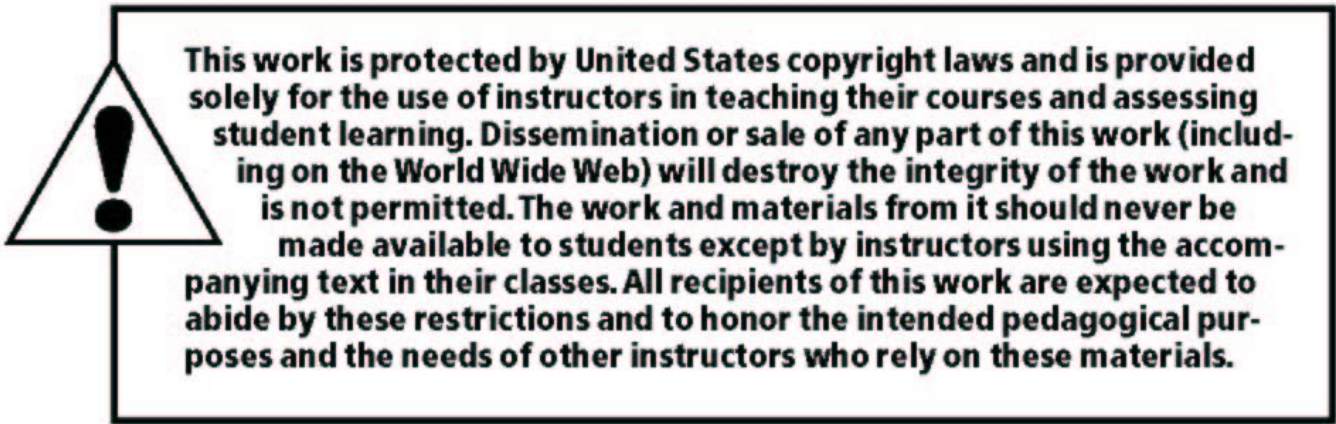 This work is protected by United States copyright laws and is provided
solely for the use of instructors in teaching their courses and assessing
student learning. Dissemination or sale of any part of this work (includ-
ing on the World Wide Web) will destroy the integrity of the work and
is not permitted. The work and materials from it should never be
made available to students except by instructors using the accom-
panying text in their classes. All recipients of this work are expected to
abide by these restrictions and to honor the intended pedagogical pur-
poses and the needs of other instructors who rely on these materials.